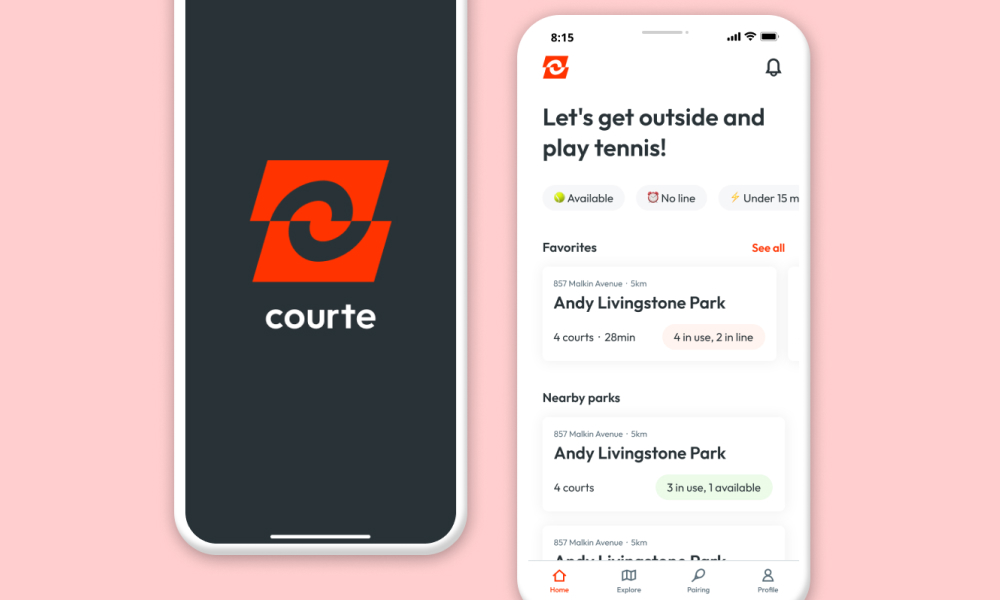 courte
8:15
Let's get outside and
play tennis!
Available
No line
Under 15 m
Favorites
See all
857 Malkin Avenue · 5km
Andy Livingstone Park
4 courts · 28min
4 in use, 2 in line
Nearby parks
857 Malkin Avenue · 5km
Andy Livingstone Park
4 courts
3 in use, 1 available
857 Malkin Avenue · 5km
Andy Livingstone Park
Home
Explore
Pairing
Profile